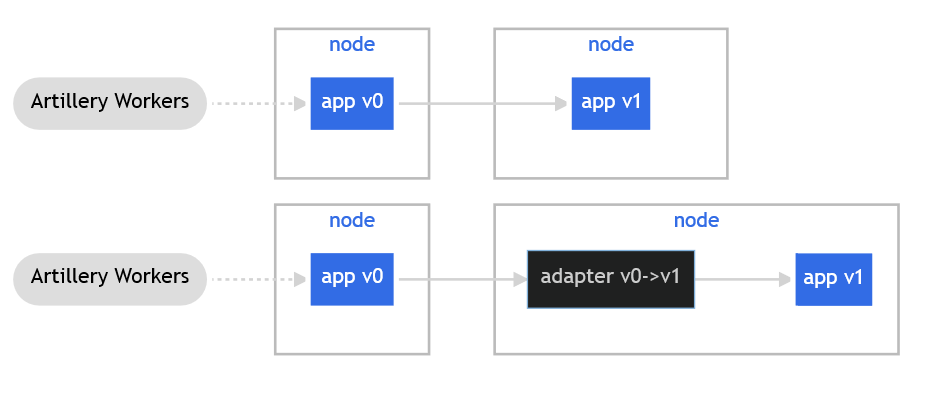 node
node
Artillery Workers
app v0
app v1
node
node
Artillery Workers
app v0
adapter v0->v1
app v1